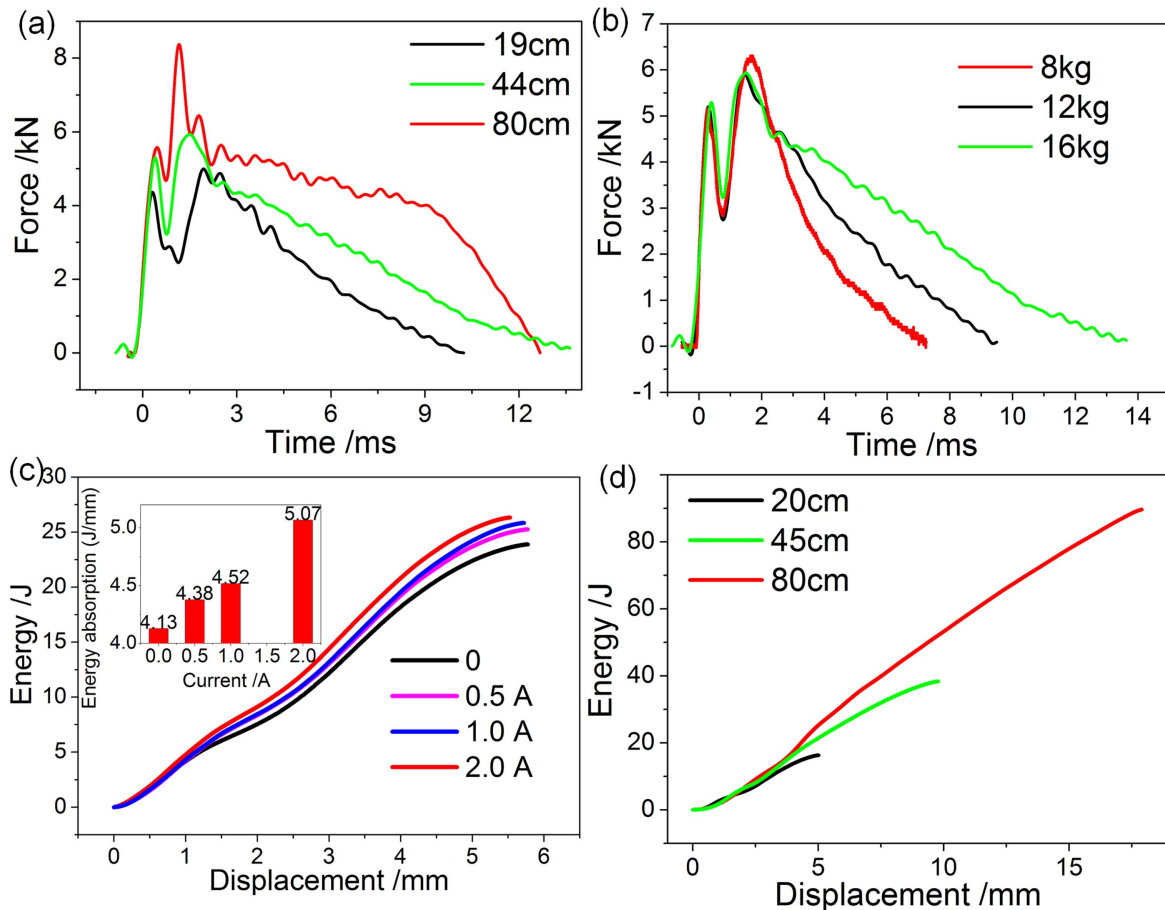 (a)
19cm
44cm
80cm
8
6
4
2
0
0 3 6 9 12
Force /kN
Time /ms
(b)
8kg
12kg
16kg
7
6
5
4
3
2
1
0
-1
0 2 4 6 8 10 12 14
Force /kN
Time /ms
(c)
30
25
20
15
10
5
0
0 1 2 3 4 5 6
Energy /J
Displacement /mm
Energy absorption (J/mm)
5.0
4.5
4.0
4.13
4.38
4.52
5.07
0.0 0.5 1.0 1.5 2.0
Current /A
0
0.5 A
1.0 A
2.0 A
(d)
20cm
45cm
80cm
80
60
40
20
0
0 5 10 15
Energy /J
Displacement /mm